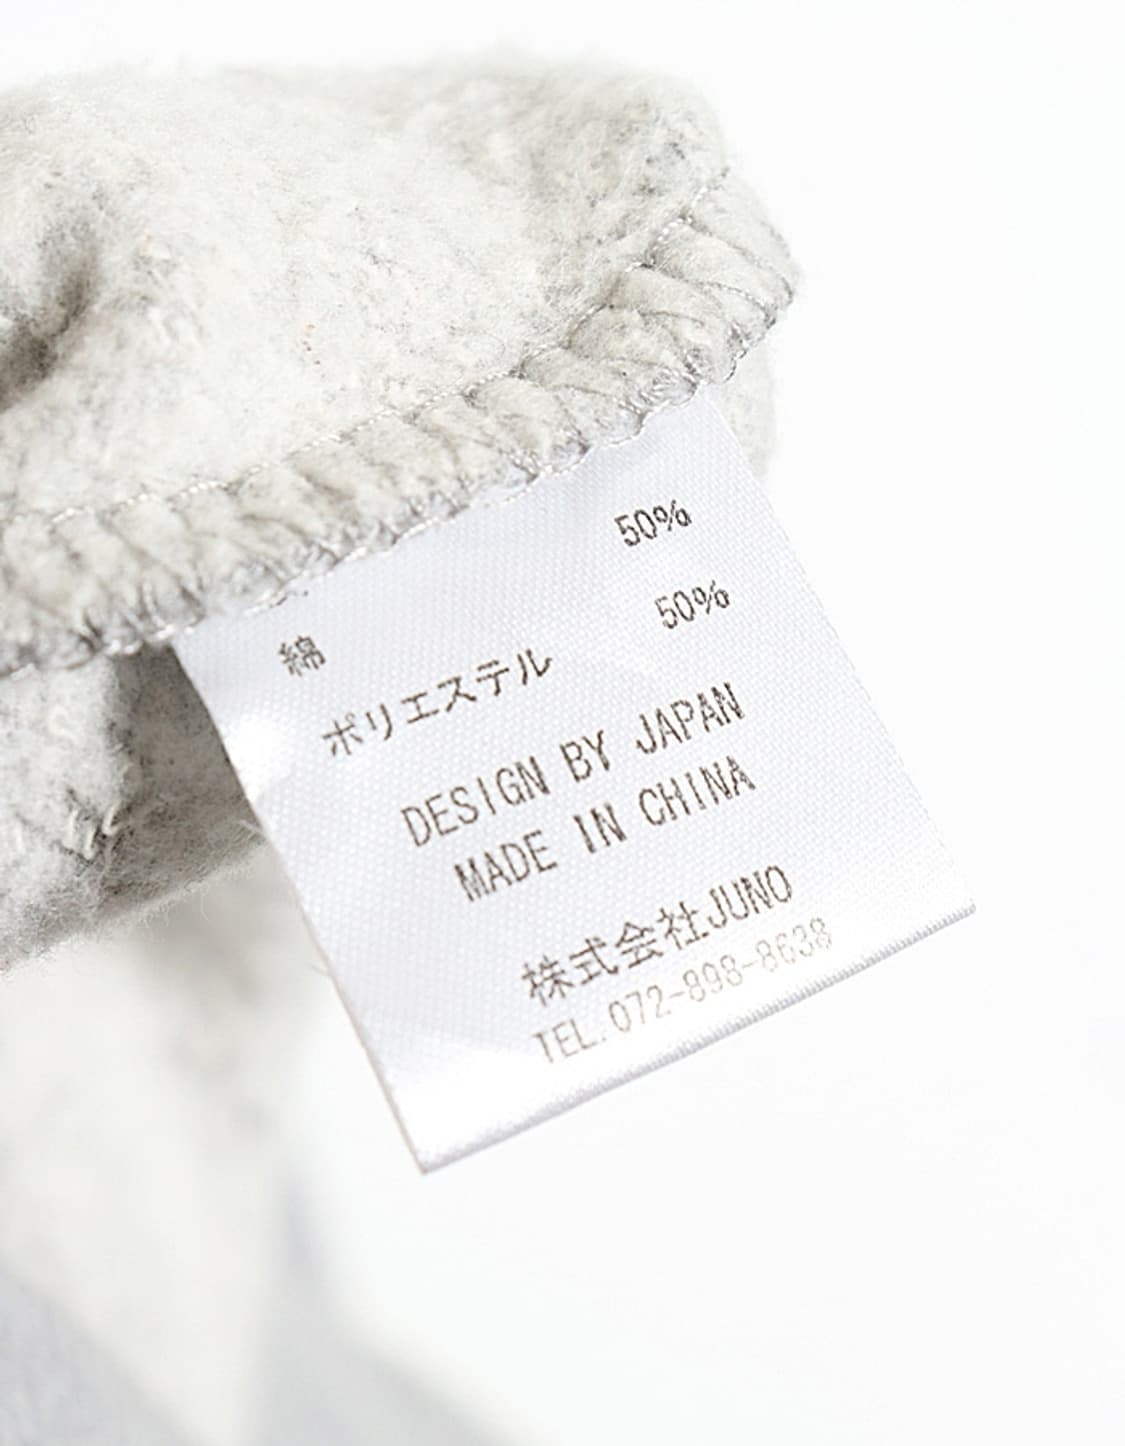 綿 50%
ポリエステル 50%
DESIGN BY JAPAN
MADE IN CHINA
株式会社JUNO
TEL.072-898-8638